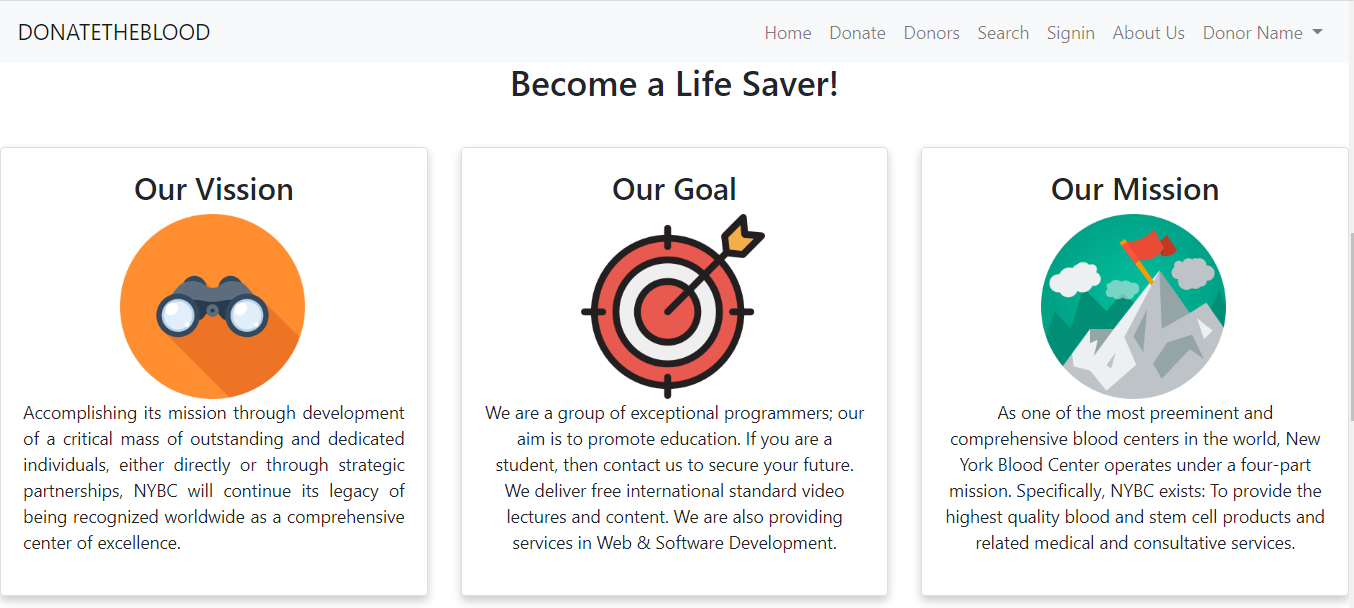 DONATETHEBLOOD
Home Donate Donors Search Signin About Us Donor Name
Become a Life Saver!
Our Vission
Accomplishing its mission through development
of a critical mass of outstanding and dedicated
individuals, either directly or through strategic
partnerships, NYBC will continue its legacy of
being recognized worldwide as a comprehensive
center of excellence.
Our Goal
We are a group of exceptional programmers; our
aim is to promote education. If you are a
student, then contact us to secure your future.
We deliver free international standard video
lectures and content. We are also providing
services in Web & Software Development.
Our Mission
As one of the most preeminent and
comprehensive blood centers in the world, New
York Blood Center operates under a four-part
mission. Specifically, NYBC exists: To provide the
highest quality blood and stem cell products and
related medical and consultative services.